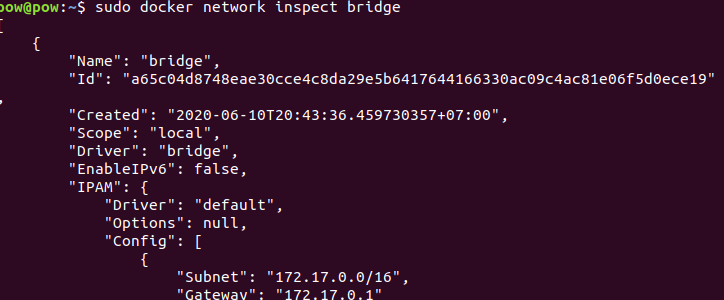 pow@pow:~$ sudo docker network inspect bridge
[
    {
        "Name": "bridge",
        "Id": "a65c04d8748eae30cce4c8da29e5b6417644166330ac09c4ac81e06f5d0ece19"
,
        "Created": "2020-06-10T20:43:36.459730357+07:00",
        "Scope": "local",
        "Driver": "bridge",
        "EnableIPv6": false,
        "IPAM": {
            "Driver": "default",
            "Options": null,
            "Config": [
                {
                    "Subnet": "172.17.0.0/16",
                    "Gateway": "172.17.0.1"